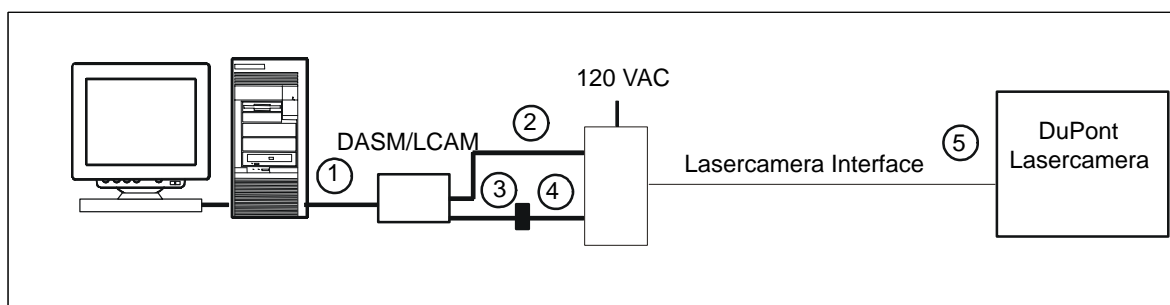 120 VAC
2
DASM/LCAM
5
DuPont
Lasercamera
Lasercamera Interface
1
3
4